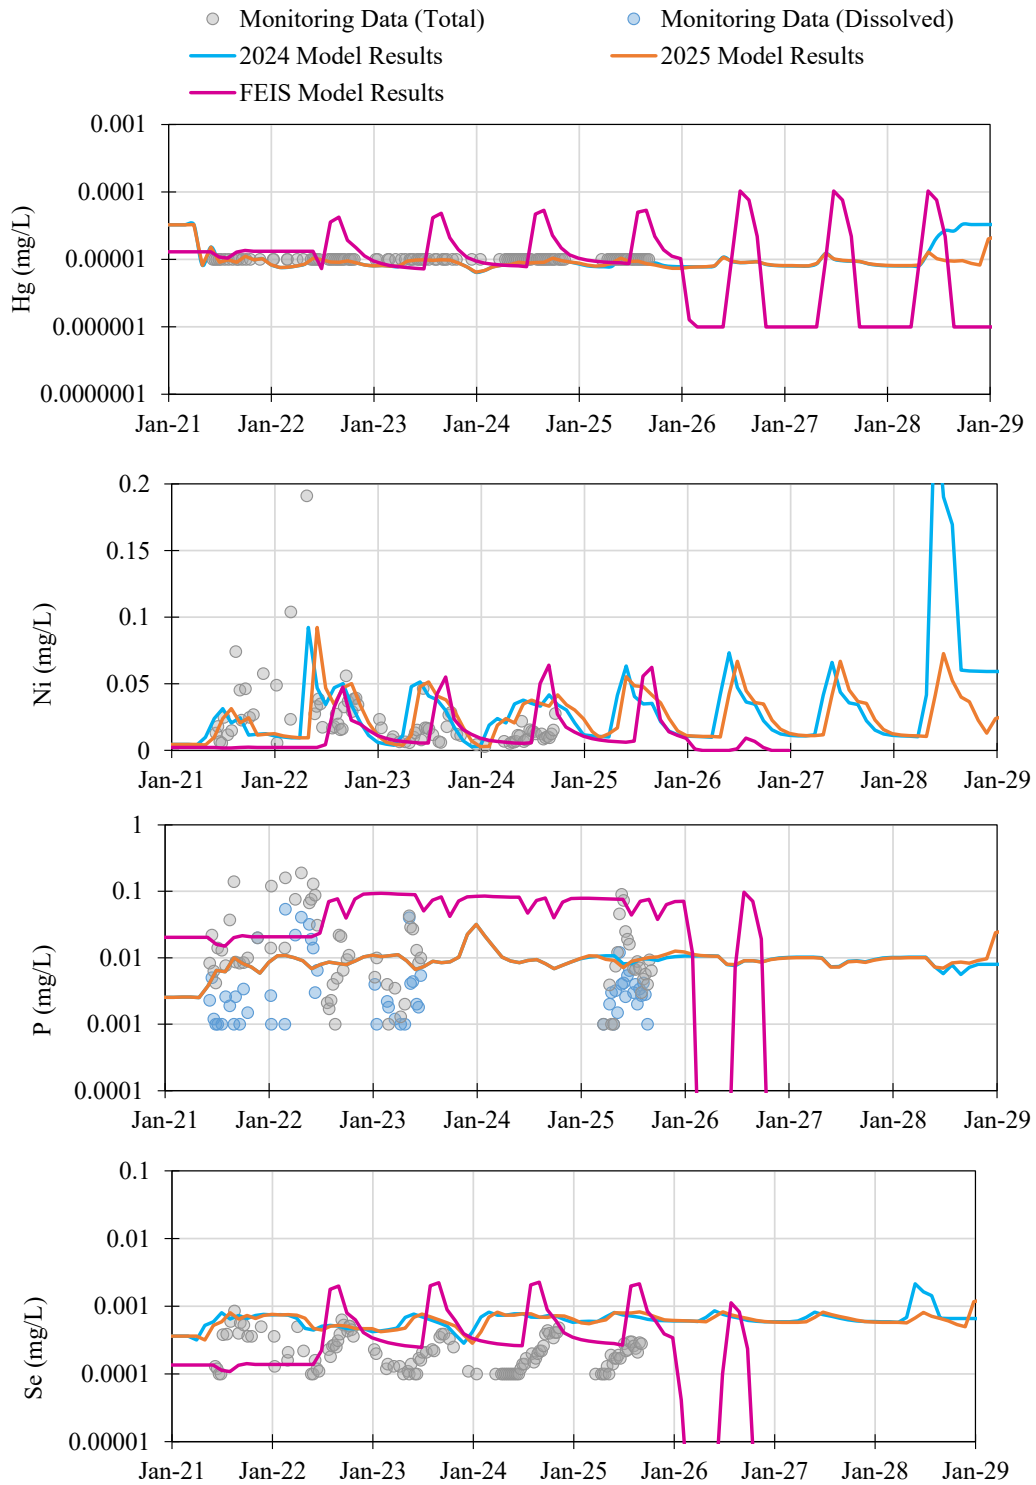 Monitoring Data (Total) Monitoring Data (Dissolved)
2024 Model Results 2025 Model Results
FEIS Model Results
Hg (mg/L)
0.001
0.0001
0.00001
0.000001
0.0000001
Jan-21 Jan-22 Jan-23 Jan-24 Jan-25 Jan-26 Jan-27 Jan-28 Jan-29
Ni (mg/L)
0.2
0.15
0.1
0.05
0
Jan-21 Jan-22 Jan-23 Jan-24 Jan-25 Jan-26 Jan-27 Jan-28 Jan-29
P (mg/L)
1
0.1
0.01
0.001
0.0001
Jan-21 Jan-22 Jan-23 Jan-24 Jan-25 Jan-26 Jan-27 Jan-28 Jan-29
Se (mg/L)
0.1
0.01
0.001
0.0001
0.00001
Jan-21 Jan-22 Jan-23 Jan-24 Jan-25 Jan-26 Jan-27 Jan-28 Jan-29